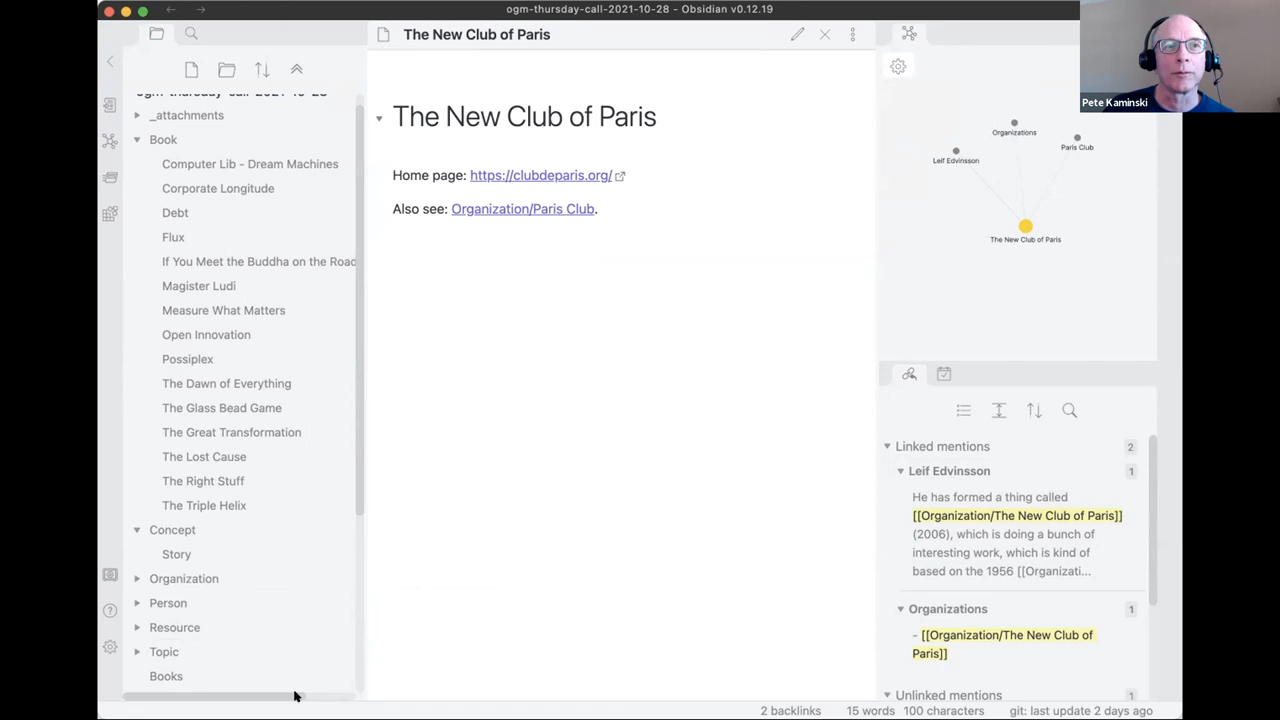 ogm-thursday-call-2021-10-28 - Obsidian v0.12.19
The New Club of Paris
Pete Kaminski
ogm-thursday-call-2021-10-28
_attachments
Book
Computer Lib - Dream Machines
Corporate Longitude
Debt
Flux
If You Meet the Buddha on the Road
Magister Ludi
Measure What Matters
Open Innovation
Possiplex
The Dawn of Everything
The Glass Bead Game
The Great Transformation
The Lost Cause
The Right Stuff
The Triple Helix
Concept
Story
Organization
Person
Resource
Topic
Books
The New Club of Paris
Home page: https://clubdeparis.org/
Also see: Organization/Paris Club.
Organizations
Paris Club
Leif Edvinsson
The New Club of Paris
Linked mentions 2
Leif Edvinsson 1
He has formed a thing called
[[Organization/The New Club of Paris]]
(2006), which is doing a bunch of
interesting work, which is kind of
based on the 1956 [[Organizati...
Organizations 1
- [[Organization/The New Club of
Paris]]
Unlinked mentions 1
2 backlinks 15 words 100 characters git: last update 2 days ago